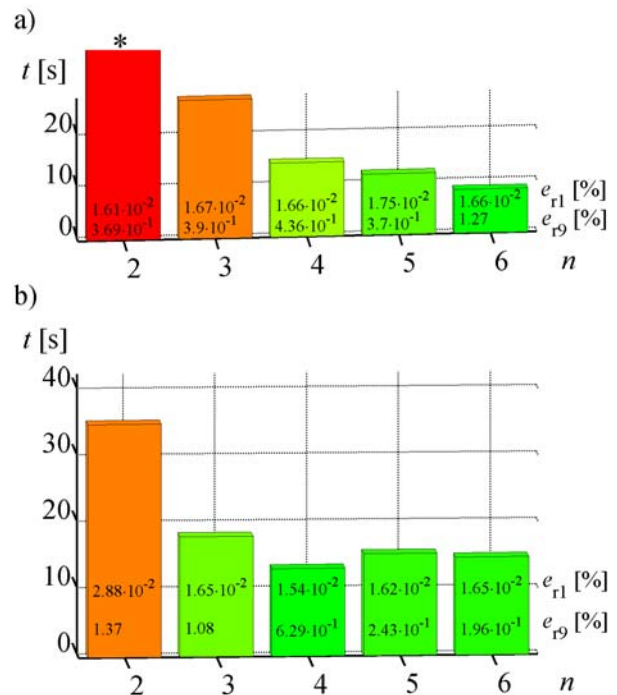 a)
*
t [s]
20
10
0
1.61·10⁻² 1.67·10⁻² 1.66·10⁻² 1.75·10⁻² 1.66·10⁻² eᵣ₁ [%]
3.69·10⁻¹ 3.9·10⁻¹ 4.36·10⁻¹ 3.7·10⁻¹ 1.27 eᵣ₉ [%]
2 3 4 5 6 n
b)
t [s]
40
30
20
10
0
2.88·10⁻² 1.65·10⁻² 1.54·10⁻² 1.62·10⁻² 1.65·10⁻² eᵣ₁ [%]
1.37 1.08 6.29·10⁻¹ 2.43·10⁻¹ 1.96·10⁻¹ eᵣ₉ [%]
2 3 4 5 6 n